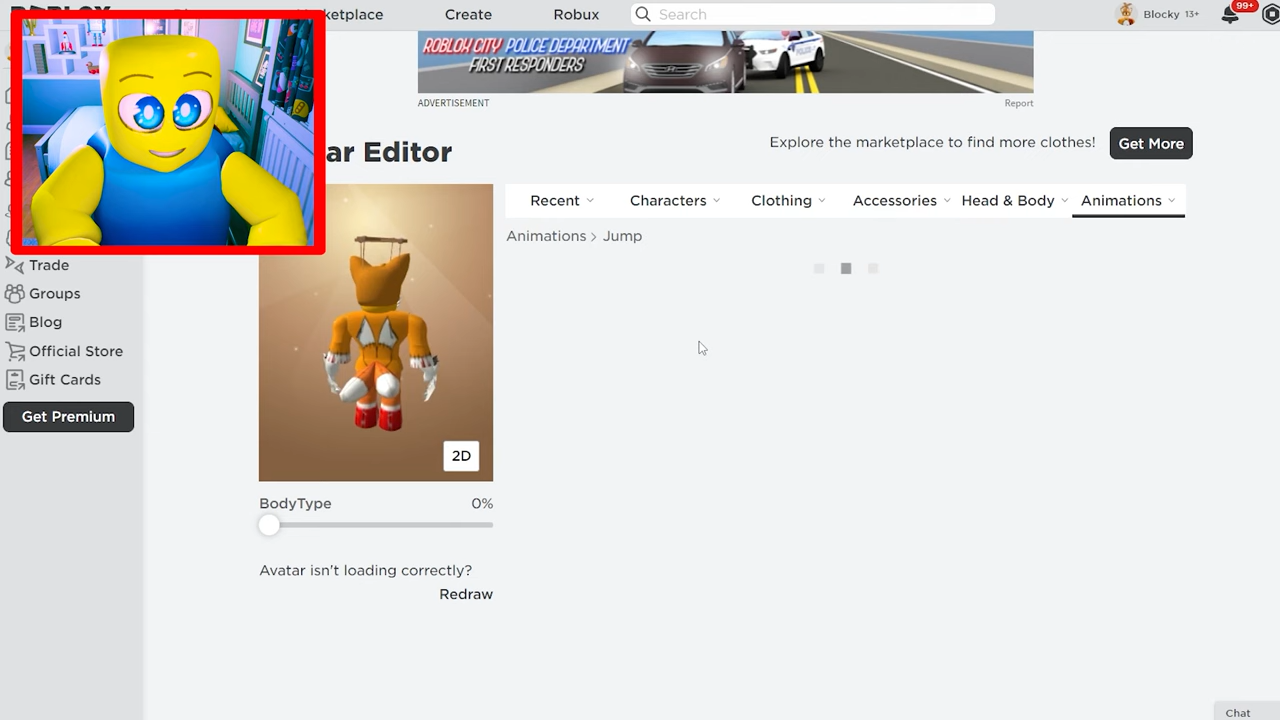 Create
Robux
Search
Blocky 13+
99+
ROBLOX CITY POLICE DEPARTMENT
FIRST RESPONDERS
ADVERTISEMENT
Report
Explore the marketplace to find more clothes!
Get More
Editor
Recent
Characters
Clothing
Accessories
Head & Body
Animations
Animations > Jump
Trade
Groups
Blog
Official Store
Gift Cards
Get Premium
2D
BodyType
0%
Avatar isn't loading correctly?
Redraw
Chat